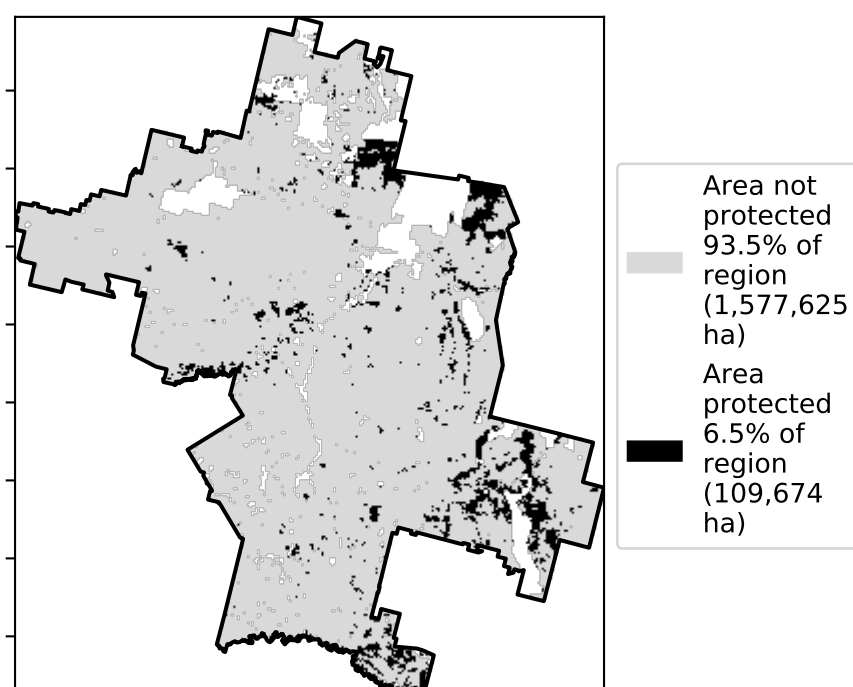 Area not
protected
93.5% of
region
(1,577,625
ha)
Area
protected
6.5% of
region
(109,674
ha)